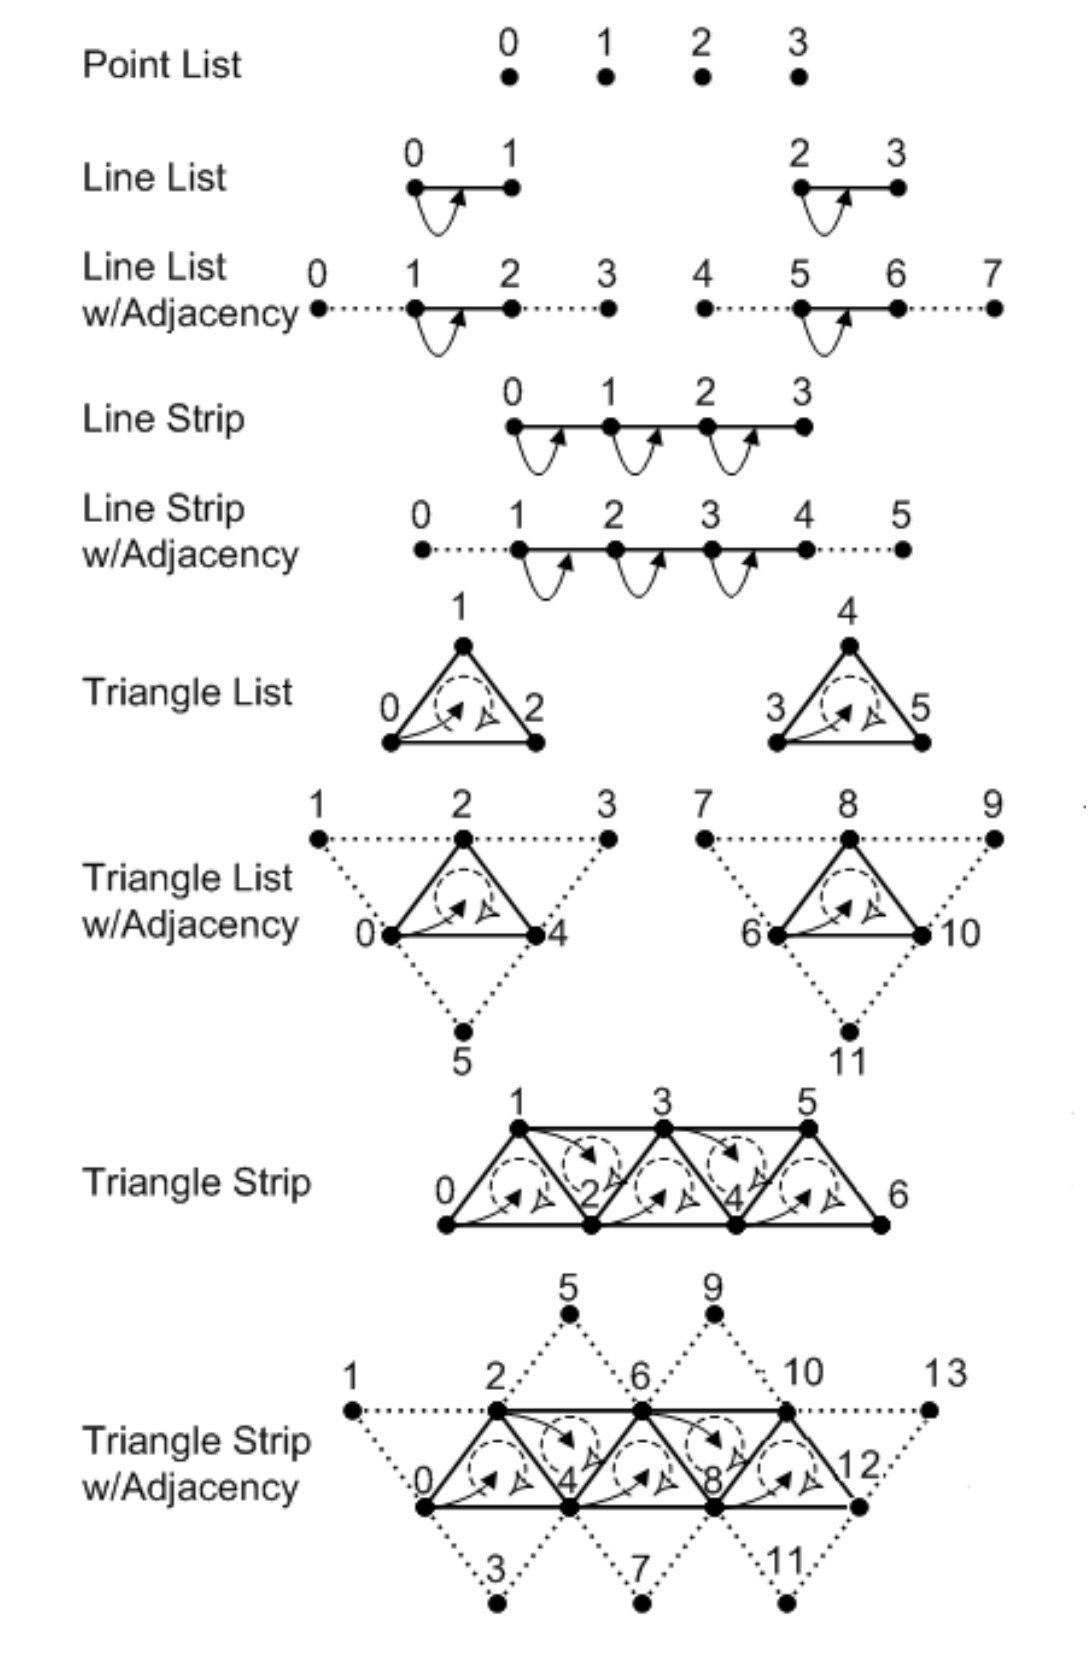 Point List
0 1 2 3
Line List
0 1 2 3
Line List
w/Adjacency
0 1 2 3 4 5 6 7
Line Strip
0 1 2 3
Line Strip
w/Adjacency
0 1 2 3 4 5
Triangle List
1 4
0 2 3 5
Triangle List
w/Adjacency
1 2 3 7 8 9
0 4 6 10
5 11
Triangle Strip
1 3 5
0 2 4 6
Triangle Strip
w/Adjacency
5 9
1 2 6 10 13
0 4 8 12
3 7 11